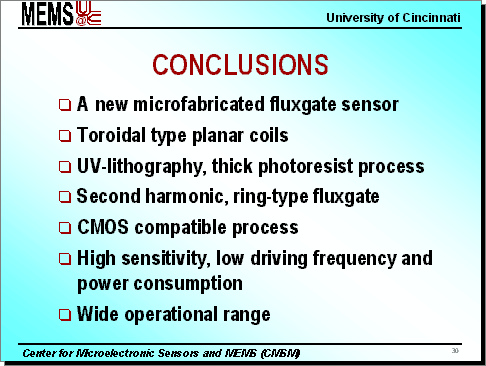 MEMS UC @
University of Cincinnati
CONCLUSIONS
A new microfabricated fluxgate sensor
Toroidal type planar coils
UV-lithography, thick photoresist process
Second harmonic, ring-type fluxgate
CMOS compatible process
High sensitivity, low driving frequency and
power consumption
Wide operational range
Center for Microelectronic Sensors and MEMS (CMSM)
30